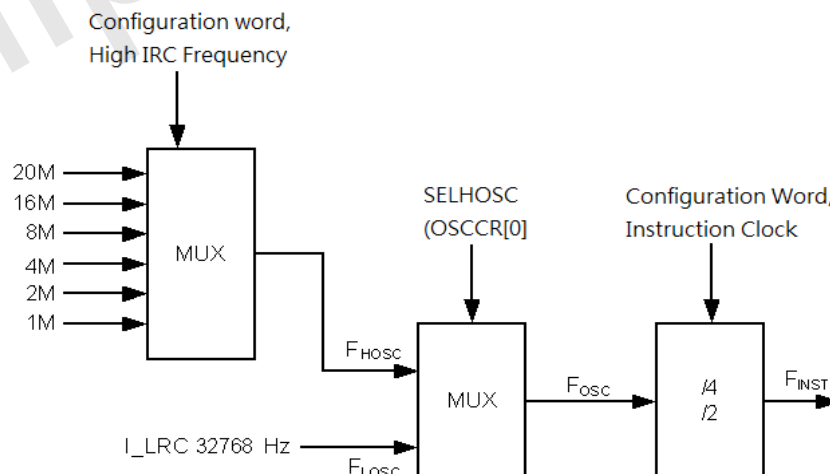 Configuration word,
High IRC Frequency
20M
16M
8M
4M
2M
1M
MUX
SELHOSC
(OSCCR[0]
Configuration Word,
Instruction Clock
FHOSC
MUX
FOSC
/4
/2
FINST
I_LRC 32768 Hz
FLOSC